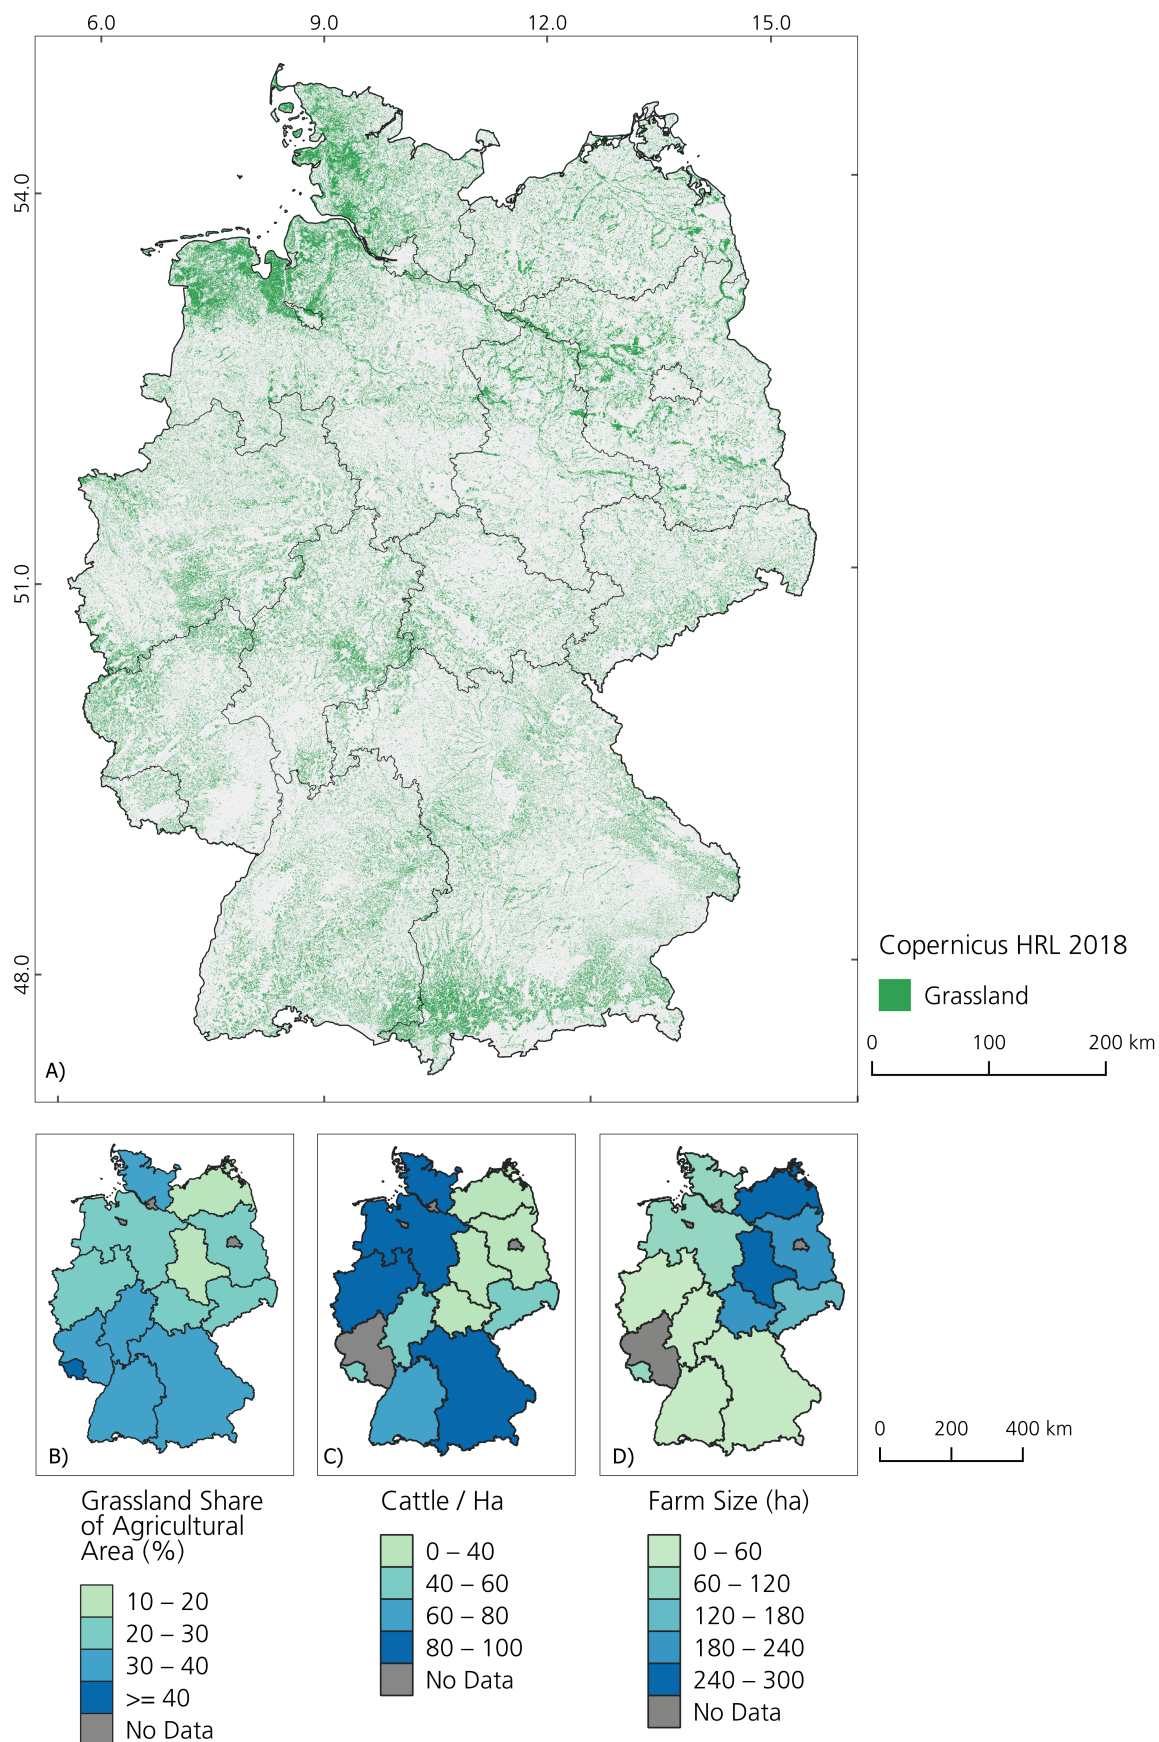 6.0 9.0 12.0 15.0
54.0
51.0
48.0
A)
Copernicus HRL 2018
Grassland
0 100 200 km
B)
C)
D)
0 200 400 km
Grassland Share
of Agricultural
Area (%)
10 – 20
20 – 30
30 – 40
>= 40
No Data
Cattle / Ha
0 – 40
40 – 60
60 – 80
80 – 100
No Data
Farm Size (ha)
0 – 60
60 – 120
120 – 180
180 – 240
240 – 300
No Data